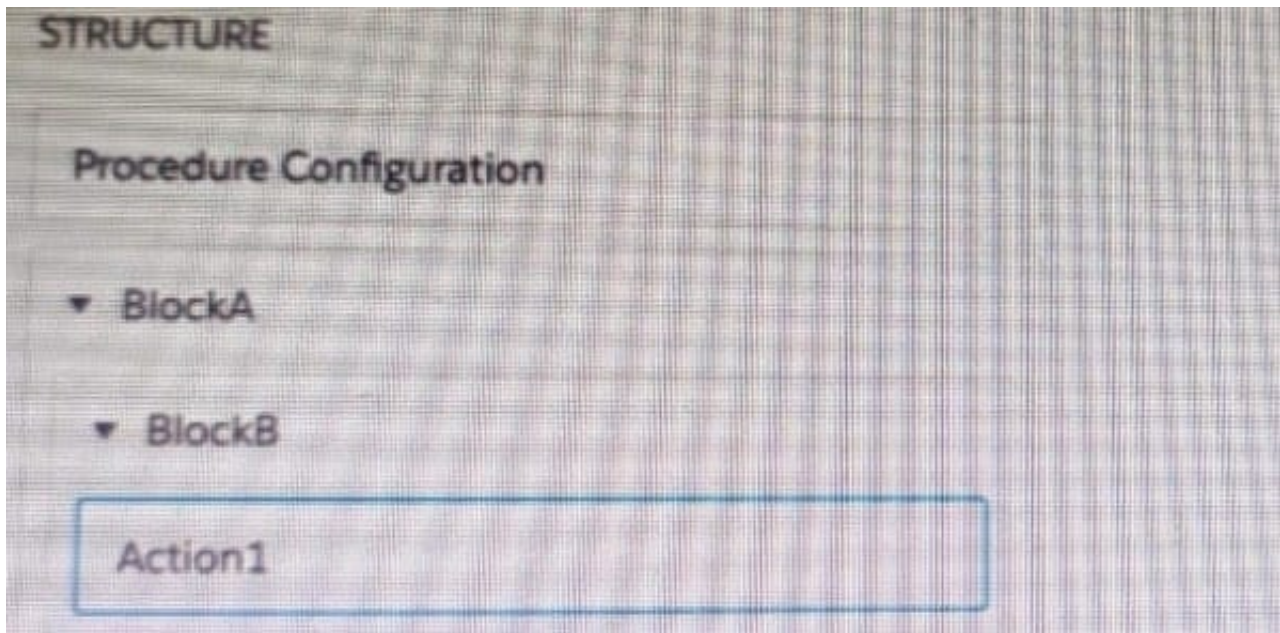 STRUCTURE
Procedure Configuration
BlockA
BlockB
Action1